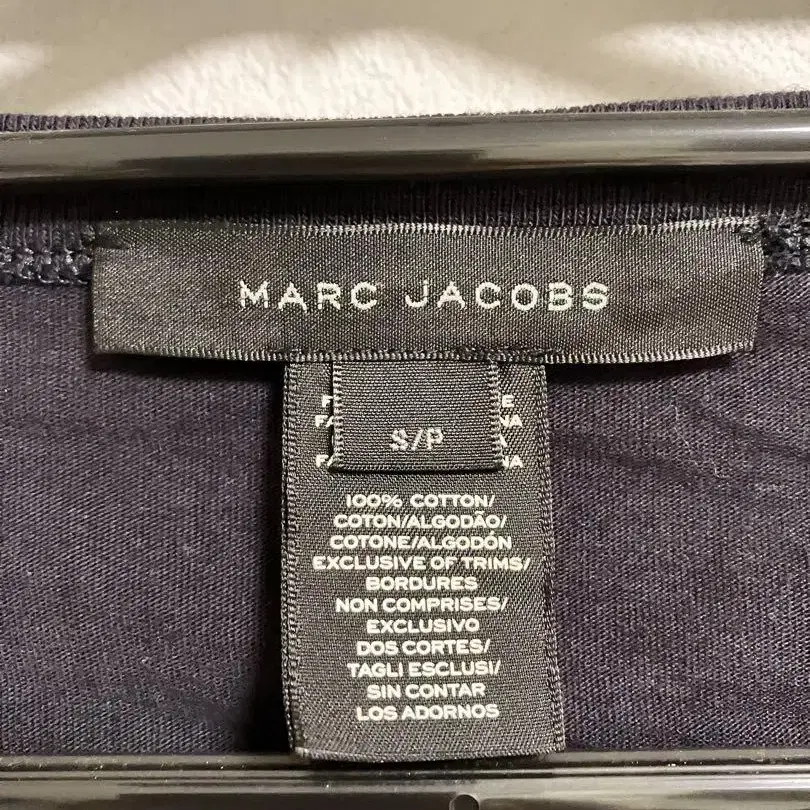 MARC JACOBS
S/P
100% COTTON/
COTON/ALGODÃO/
COTONE/ALGODÓN
EXCLUSIVE OF TRIMS/
BORDURES
NON COMPRISES/
EXCLUSIVO
DOS CORTES/
TAGLI ESCLUSI/
SIN CONTAR
LOS ADORNOS